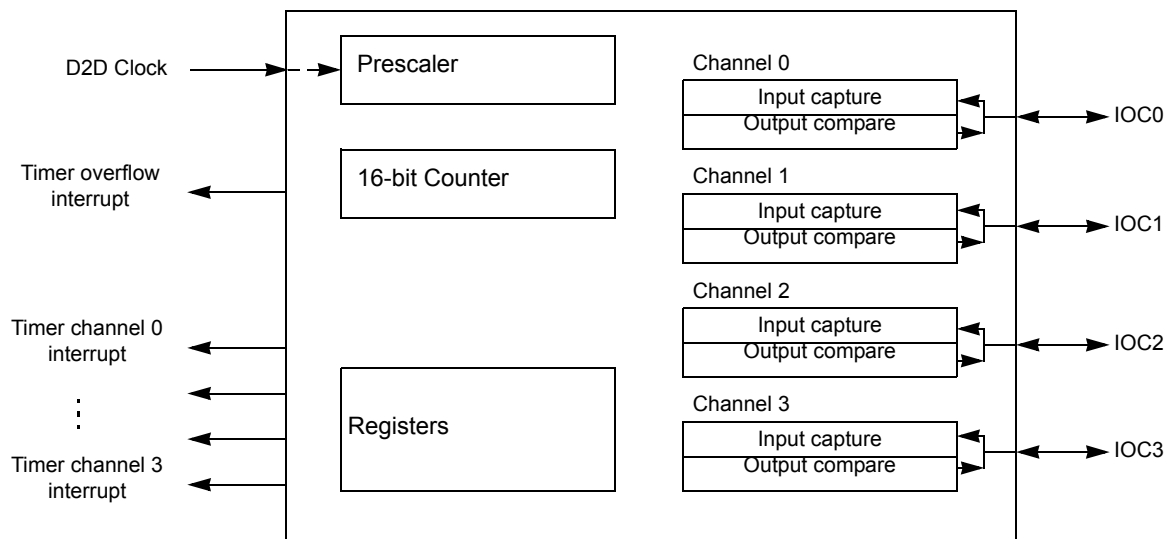 D2D Clock
Timer overflow
interrupt
Timer channel 0
interrupt
Timer channel 3
interrupt
Prescaler
16-bit Counter
Registers
Channel 0
Input capture
Output compare
Channel 1
Input capture
Output compare
Channel 2
Input capture
Output compare
Channel 3
Input capture
Output compare
IOC0
IOC1
IOC2
IOC3